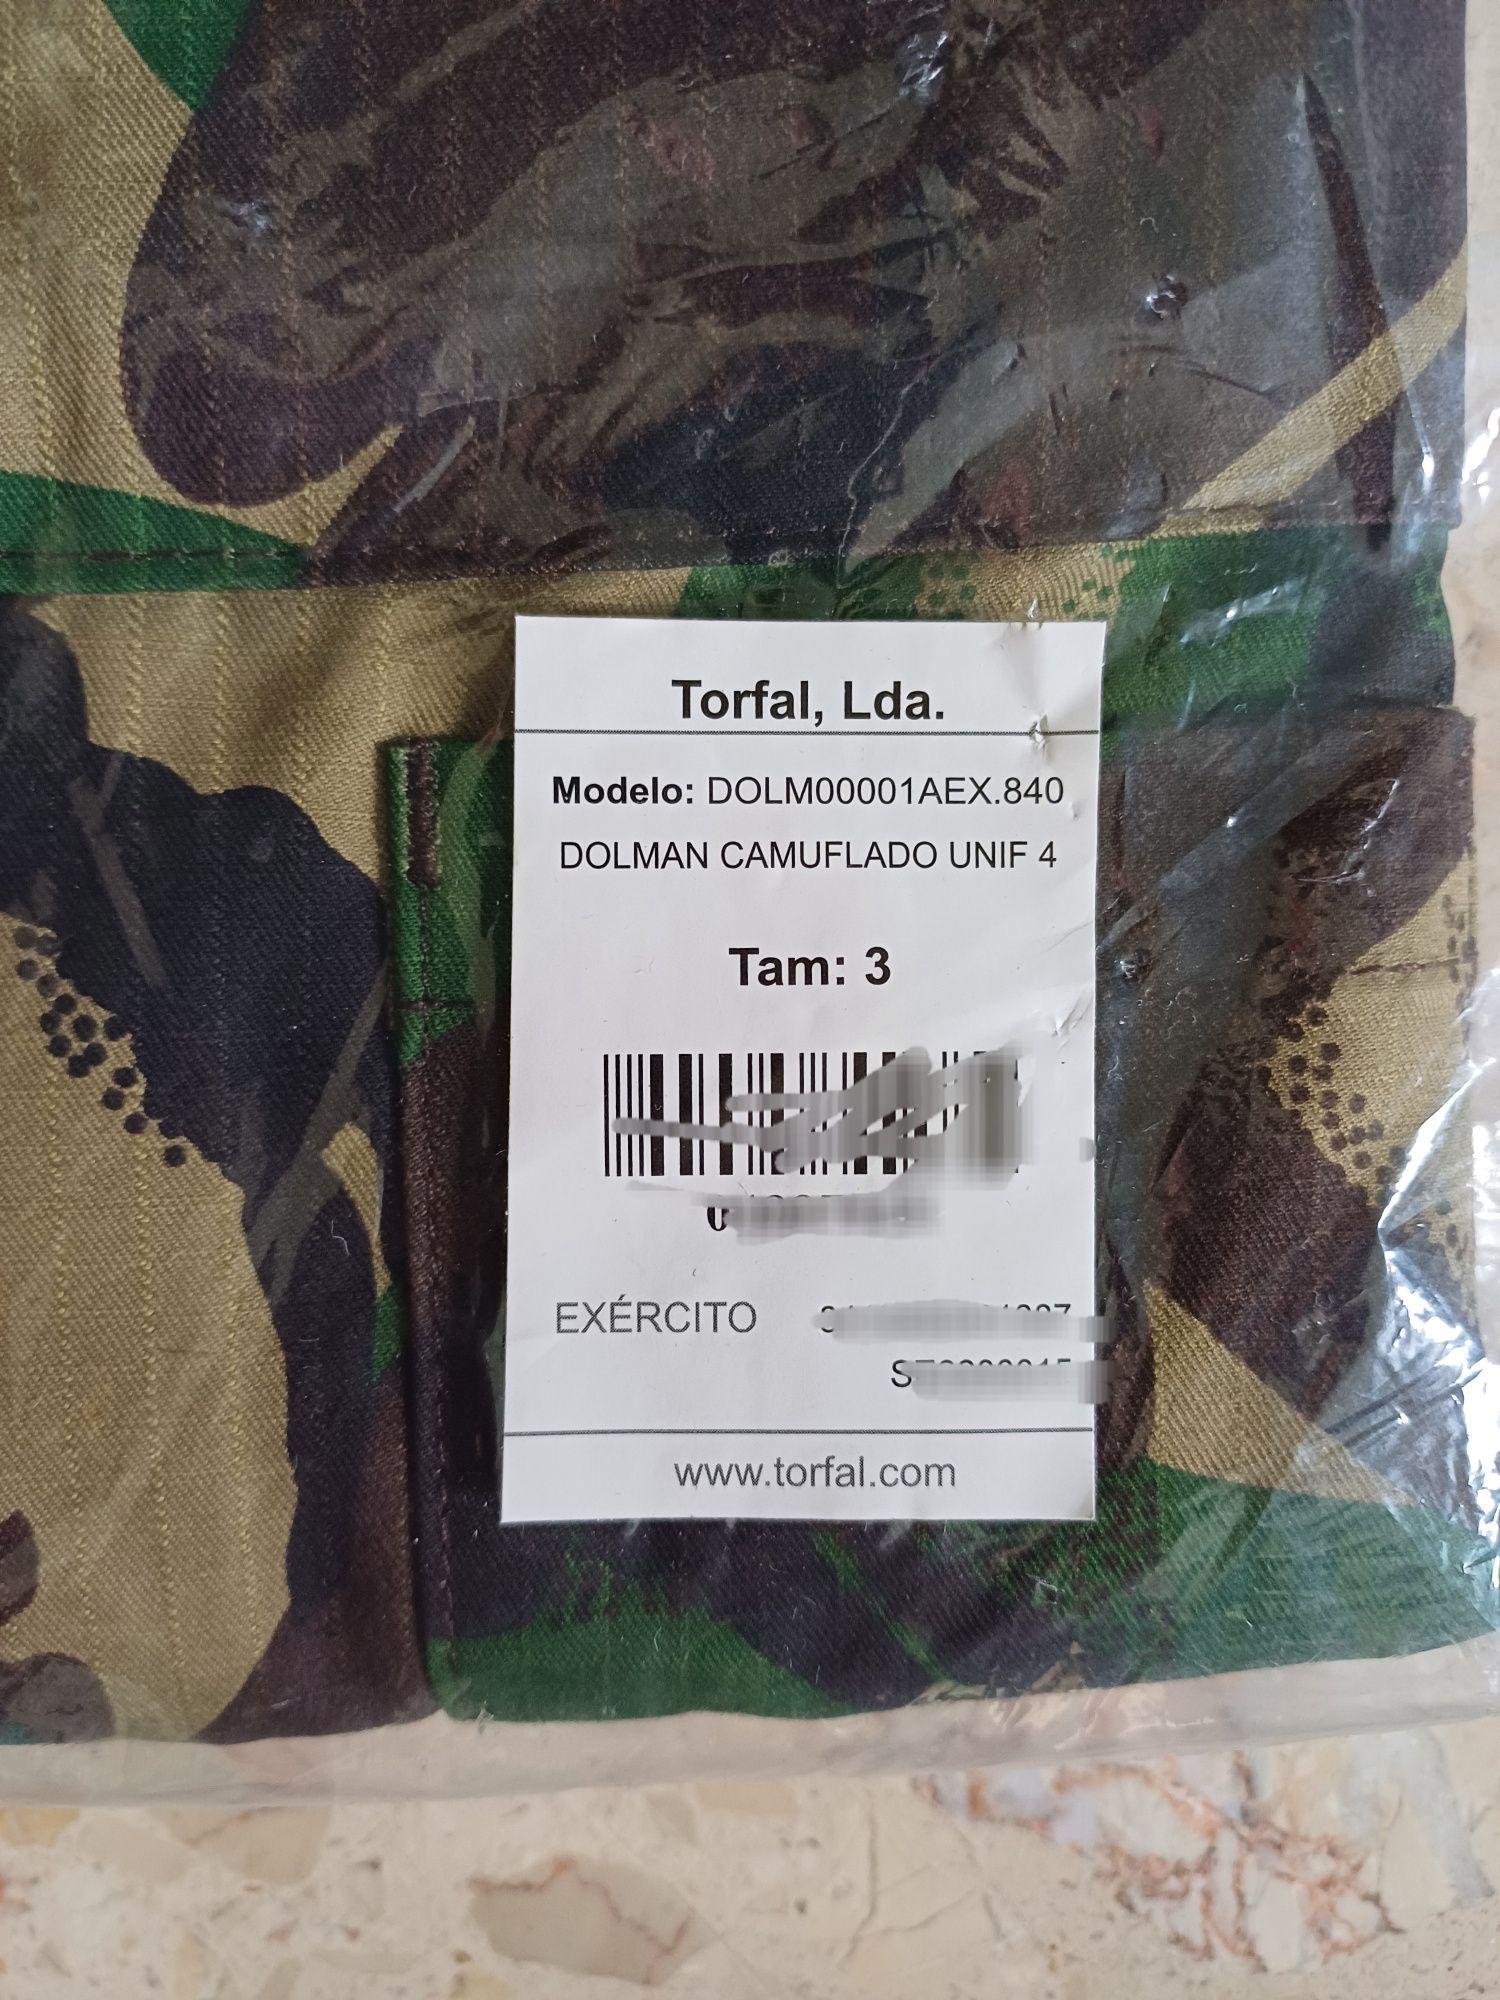 Torfal, Lda.
Modelo: DOLM00001AEX.840
DOLMAN CAMUFLADO UNIF 4
Tam: 3
EXÉRCITO
www.torfal.com